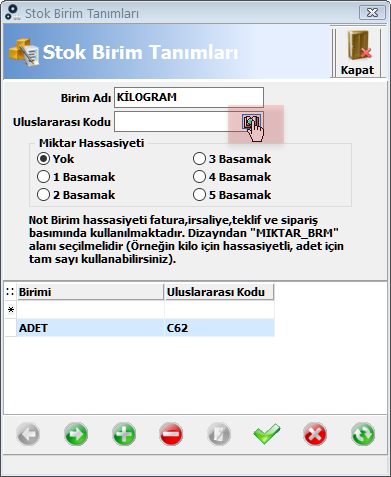 Stok Birim Tanımları
Stok Birim Tanımları
Kapat
Birim Adı KİLOGRAM
Uluslararası Kodu
Miktar Hassasiyeti
Yok 3 Basamak
1 Basamak 4 Basamak
2 Basamak 5 Basamak
Not Birim hassasiyeti fatura,irsaliye,teklif ve sipariş
basımında kullanılmaktadır. Dizayndan "MIKTAR_BRM"
alanı seçilmelidir (Örneğin kilo için hassasiyetli, adet için
tam sayı kullanabilirsiniz).
Birimi Uluslararası Kodu
ADET C62